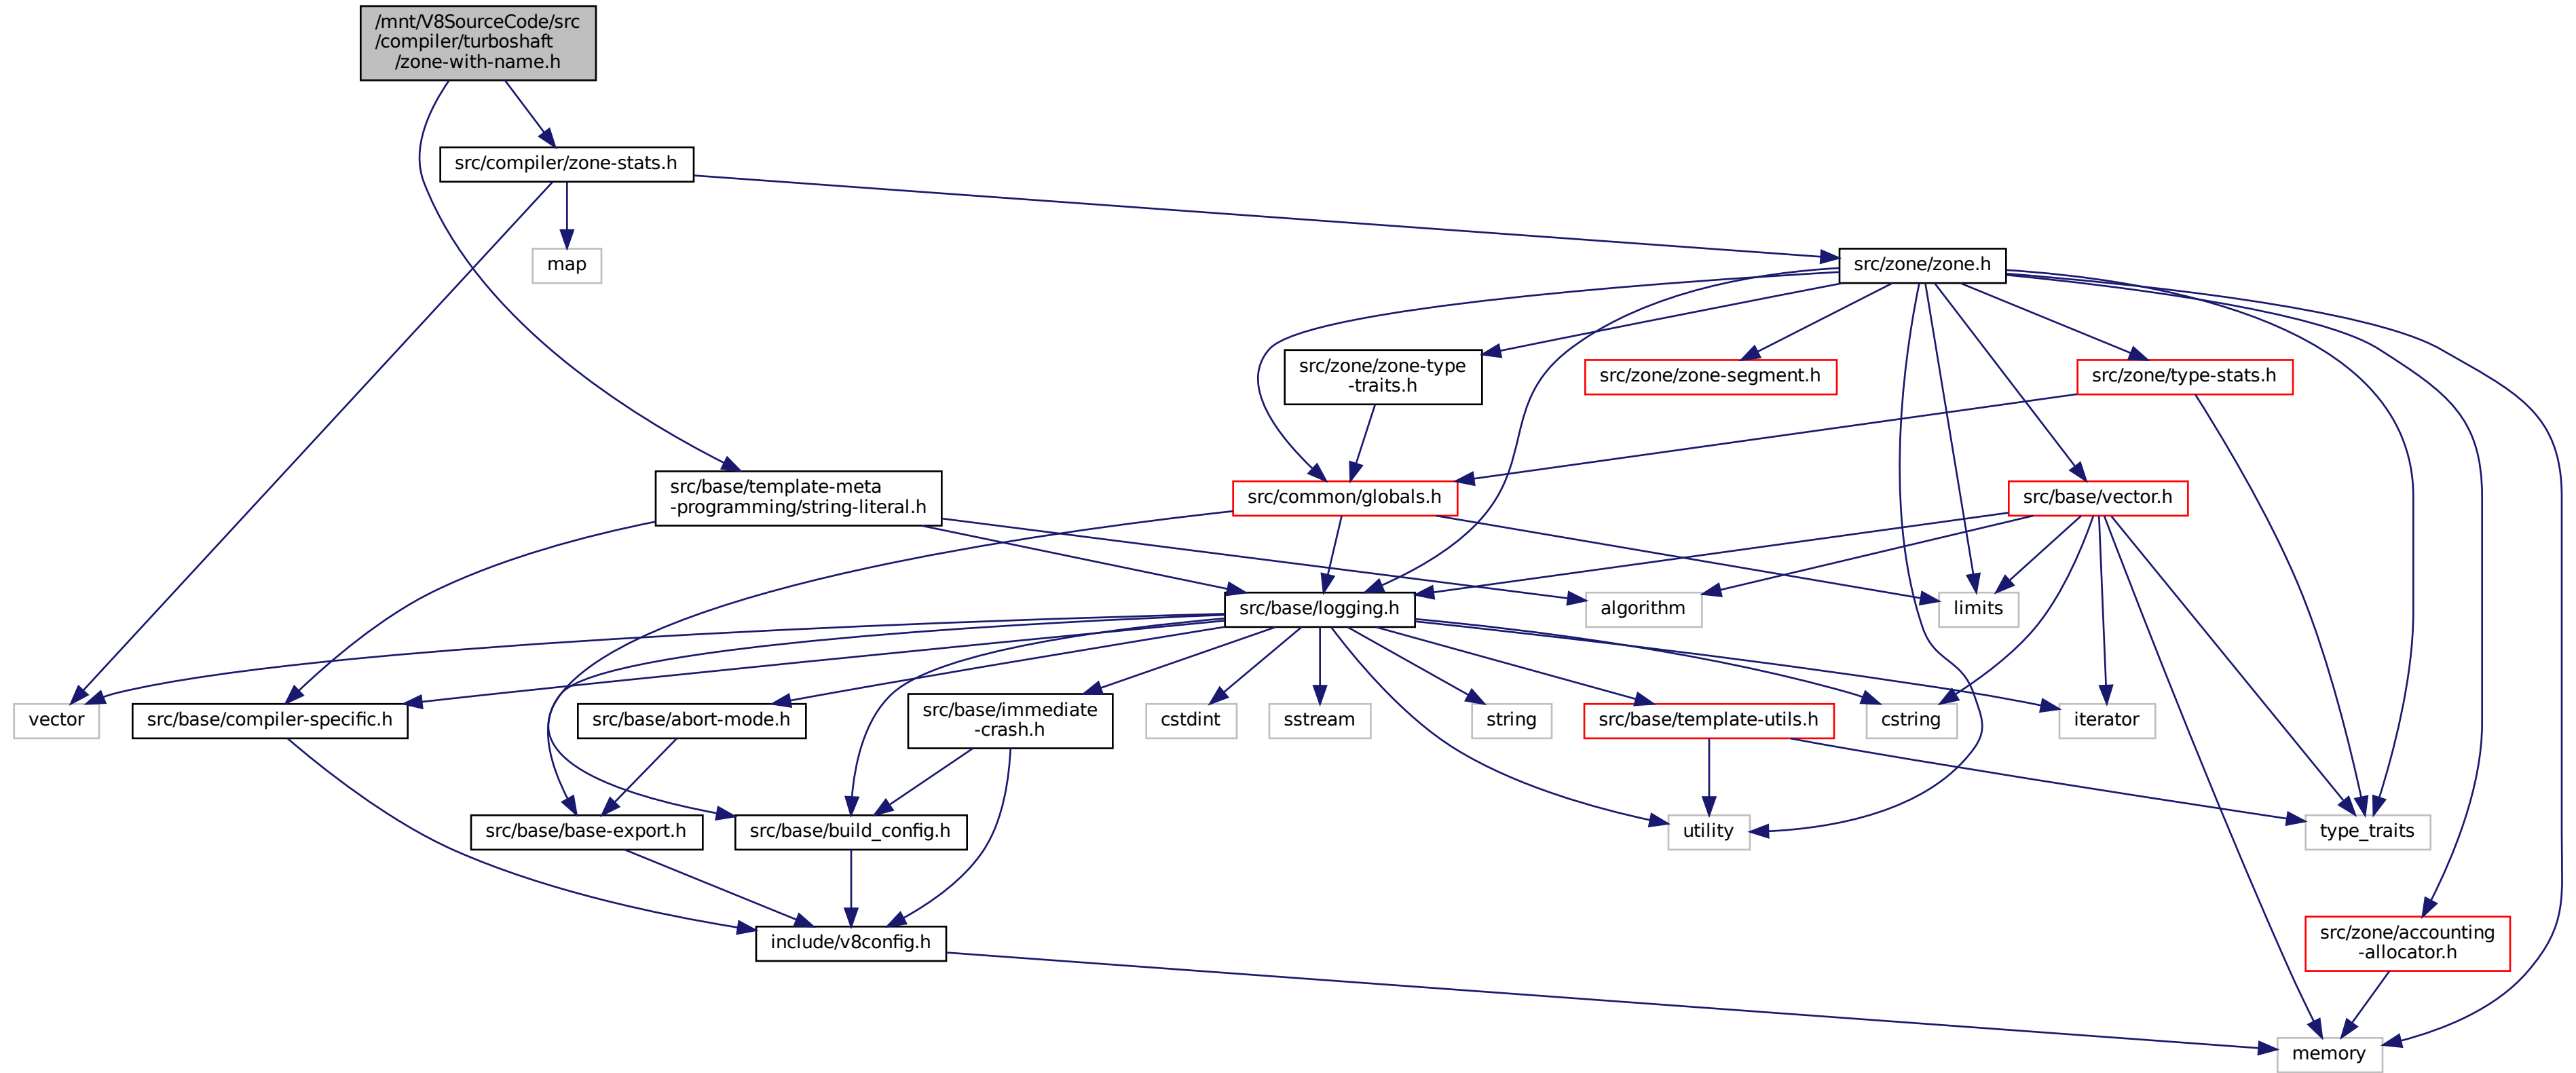 /mnt/V8SourceCode/src
/compiler/turboshaft
/zone-with-name.h
src/compiler/zone-stats.h
map
src/zone/zone.h
src/zone/zone-type
-traits.h
src/zone/zone-segment.h
src/zone/type-stats.h
src/base/template-meta
-programming/string-literal.h
src/common/globals.h
src/base/vector.h
src/base/logging.h
algorithm
limits
vector
src/base/compiler-specific.h
src/base/abort-mode.h
src/base/immediate
-crash.h
cstdint
sstream
string
src/base/template-utils.h
cstring
iterator
src/base/base-export.h
src/base/build_config.h
utility
type_traits
include/v8config.h
src/zone/accounting
-allocator.h
memory